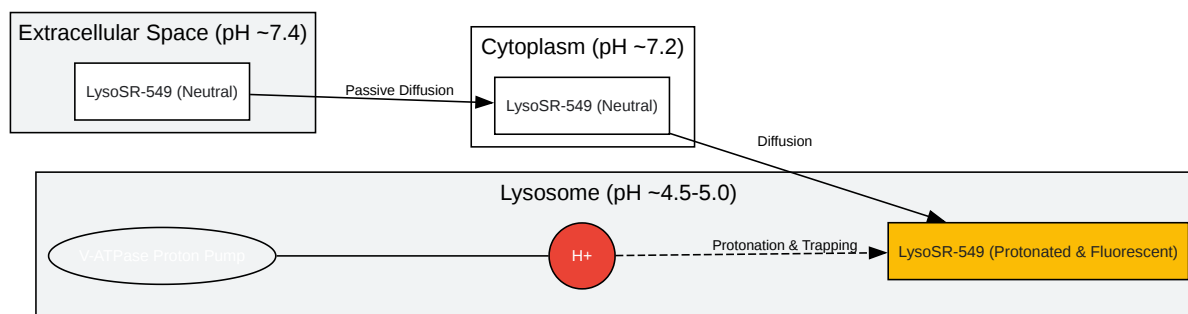 Extracellular Space (pH ~7.4)
LysoSR-549 (Neutral)
Passive Diffusion
Cytoplasm (pH ~7.2)
LysoSR-549 (Neutral)
Diffusion
Lysosome (pH ~4.5-5.0)
V-ATPase Proton Pump
H+
Protonation & Trapping
LysoSR-549 (Protonated & Fluorescent)